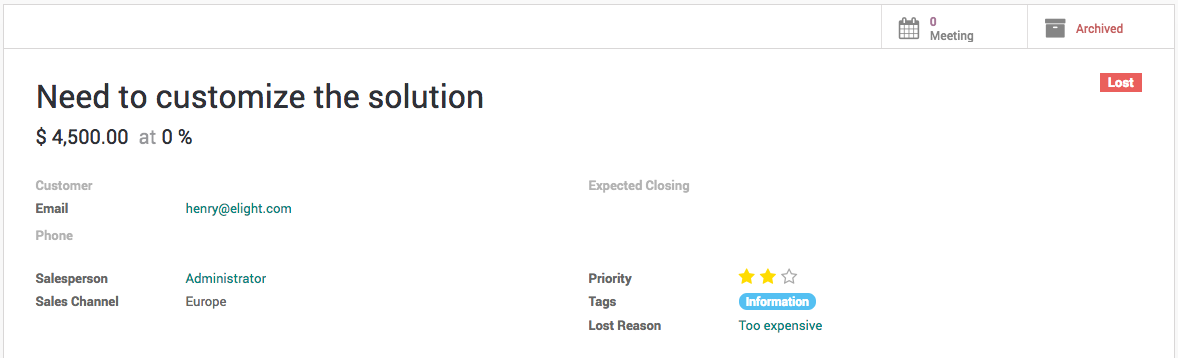 0
Meeting
Archived
Lost
Need to customize the solution
$ 4,500.00 at 0 %
Customer
Expected Closing
Email henry@elight.com
Phone
Salesperson Administrator
Priority
Sales Channel Europe
Tags Information
Lost Reason Too expensive